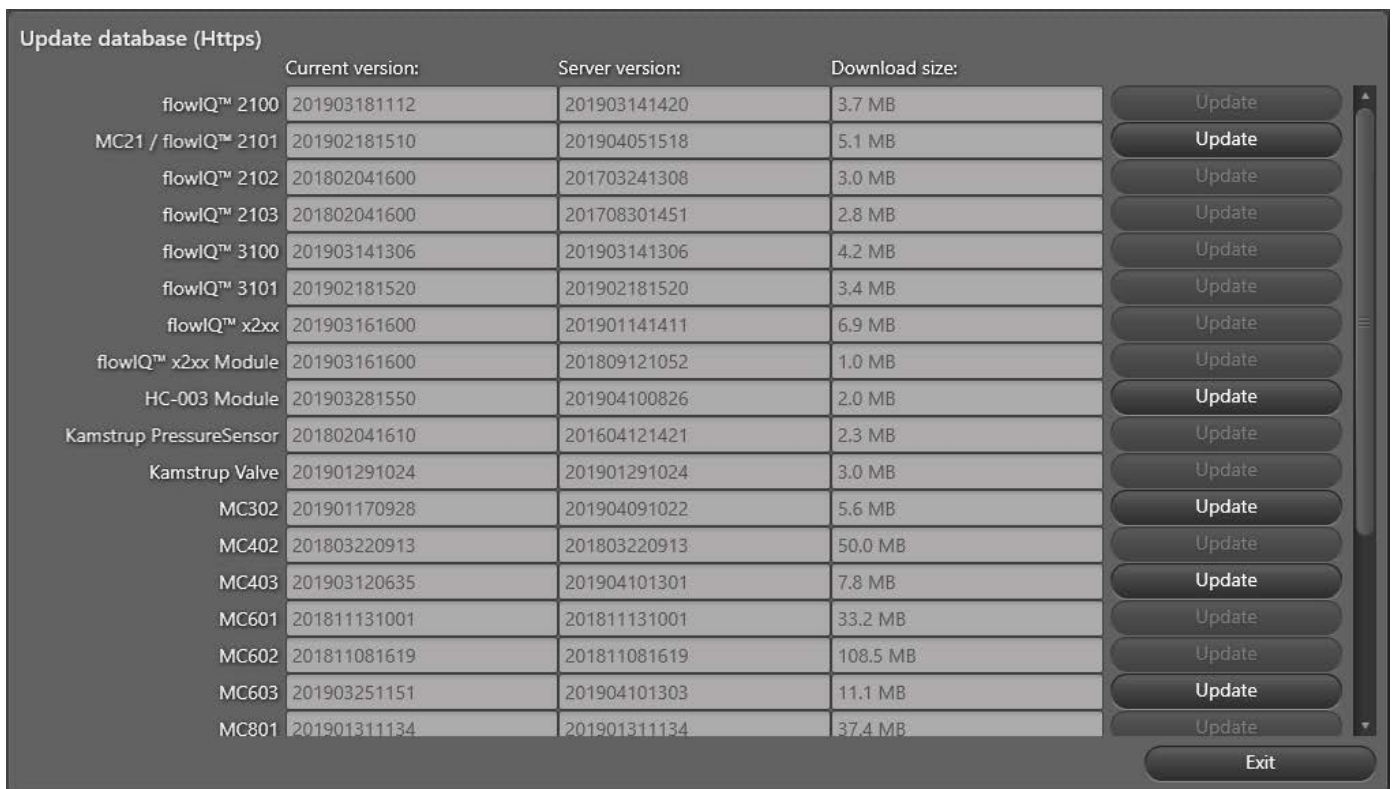 Update database (Https)
Current version: Server version: Download size:
flowIQ™ 2100 201903181112 201903141420 3.7 MB Update
MC21 / flowIQ™ 2101 201902181510 201904051518 5.1 MB Update
flowIQ™ 2102 201802041600 201703241308 3.0 MB Update
flowIQ™ 2103 201802041600 201708301451 2.8 MB Update
flowIQ™ 3100 201903141306 201903141306 4.2 MB Update
flowIQ™ 3101 201902181520 201902181520 3.4 MB Update
flowIQ™ x2xx 201903161600 201901141411 6.9 MB Update
flowIQ™ x2xx Module 201903161600 201809121052 1.0 MB Update
HC-003 Module 201903281550 201904100826 2.0 MB Update
Kamstrup PressureSensor 201802041610 201604121421 2.3 MB Update
Kamstrup Valve 201901291024 201901291024 3.0 MB Update
MC302 201901170928 201904091022 5.6 MB Update
MC402 201803220913 201803220913 50.0 MB Update
MC403 201903120635 201904101301 7.8 MB Update
MC601 201811131001 201811131001 33.2 MB Update
MC602 201811081619 201811081619 108.5 MB Update
MC603 201903251151 201904101303 11.1 MB Update
MC801 201901311134 201901311134 37.4 MB Update
Exit